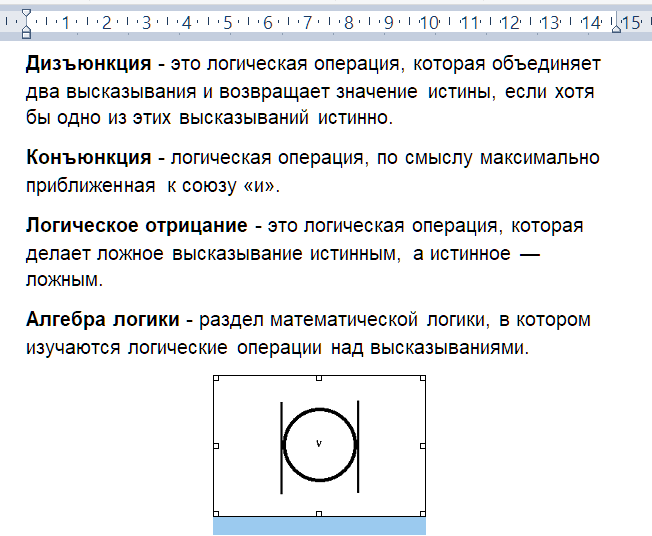 1 2 3 4 5 6 7 8 9 10 11 12 13 14 15
Дизъюнкция - это логическая операция, которая объединяет
два высказывания и возвращает значение истины, если хотя
бы одно из этих высказываний истинно.
Конъюнкция - логическая операция, по смыслу максимально
приближенная к союзу «и».
Логическое отрицание - это логическая операция, которая
делает ложное высказывание истинным, а истинное —
ложным.
Алгебра логики - раздел математической логики, в котором
изучаются логические операции над высказываниями.
v